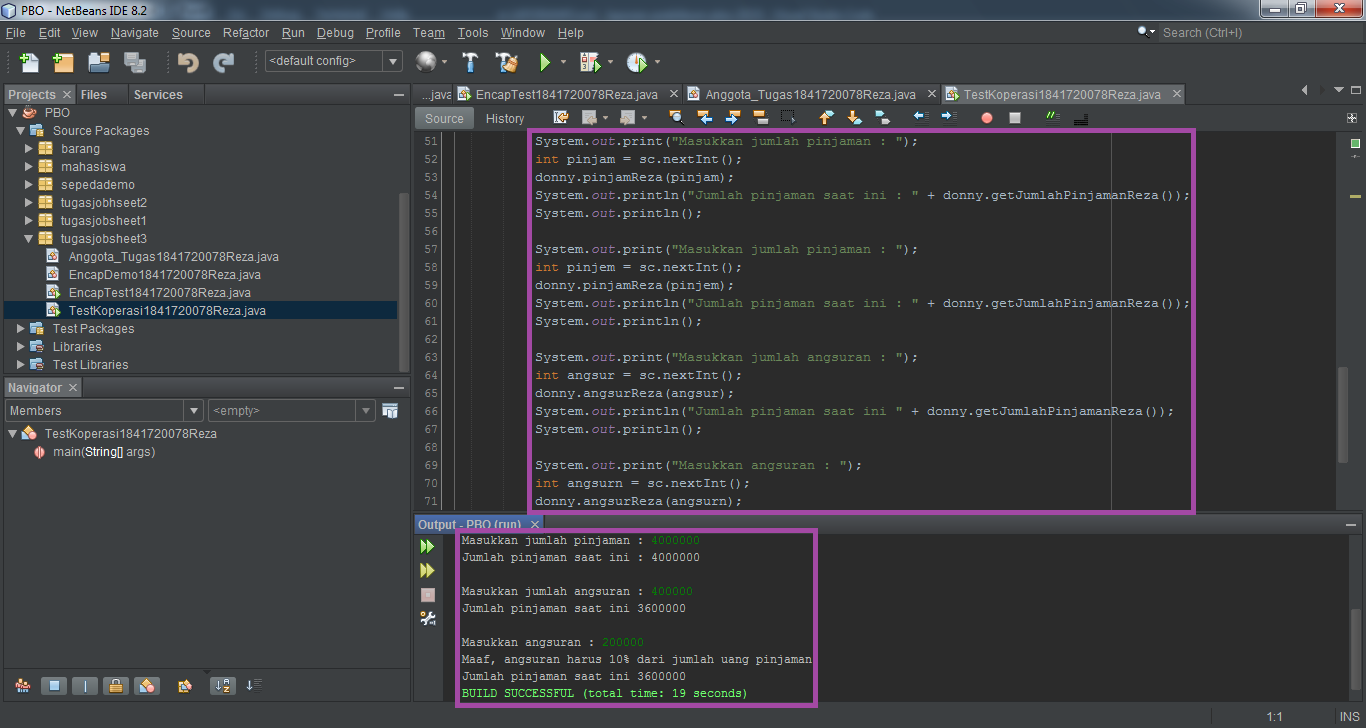 PBO - NetBeans IDE 8.2
File Edit View Navigate Source Refactor Run Debug Profile Team Tools Window Help
Search (Ctrl+I)
<default config>
Projects Files Services
PBO
Source Packages
barang
mahasiswa
sepedademo
tugasjobhseet2
tugasjobsheet1
tugasjobsheet3
Anggota_Tugas1841720078Reza.java
EncapDemo1841720078Reza.java
EncapTest1841720078Reza.java
TestKoperasi1841720078Reza.java
Test Packages
Libraries
Test Libraries
Navigator
Members
<empty>
TestKoperasi1841720078Reza
main(String[] args)
...java EncapTest1841720078Reza.java Anggota_Tugas1841720078Reza.java TestKoperasi1841720078Reza.java
Source History
51 System.out.print("Masukkan jumlah pinjaman : ");
52 int pinjam = sc.nextInt();
53 donny.pinjamReza(pinjam);
54 System.out.println("Jumlah pinjaman saat ini : " + donny.getJumlahPinjamanReza());
55 System.out.println();
56
57 System.out.print("Masukkan jumlah pinjaman : ");
58 int pinjem = sc.nextInt();
59 donny.pinjamReza(pinjem);
60 System.out.println("Jumlah pinjaman saat ini : " + donny.getJumlahPinjamanReza());
61 System.out.println();
62
63 System.out.print("Masukkan jumlah angsuran : ");
64 int angsur = sc.nextInt();
65 donny.angsurReza(angsur);
66 System.out.println("Jumlah pinjaman saat ini " + donny.getJumlahPinjamanReza());
67 System.out.println();
68
69 System.out.print("Masukkan angsuran : ");
70 int angsurn = sc.nextInt();
71 donny.angsurReza(angsurn);
Output - PBO (run)
Masukkan jumlah pinjaman : 4000000
Jumlah pinjaman saat ini : 4000000
Masukkan jumlah angsuran : 400000
Jumlah pinjaman saat ini 3600000
Masukkan angsuran : 200000
Maaf, angsuran harus 10% dari jumlah uang pinjaman
Jumlah pinjaman saat ini 3600000
BUILD SUCCESSFUL (total time: 19 seconds)
1:1 INS